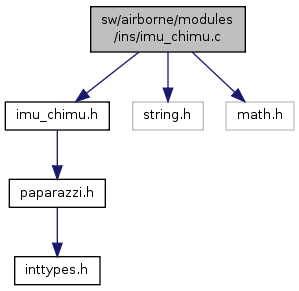 sw/airborne/modules
/ins/imu_chimu.c
imu_chimu.h
string.h
math.h
paparazzi.h
inttypes.h